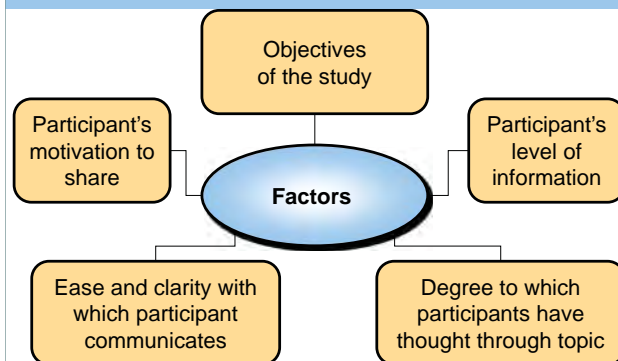 Objectives
of the study
Participant's
motivation to
share
Participant's
level of
information
Factors
Ease and clarity with
which participant
communicates
Degree to which
participants have
thought through topic